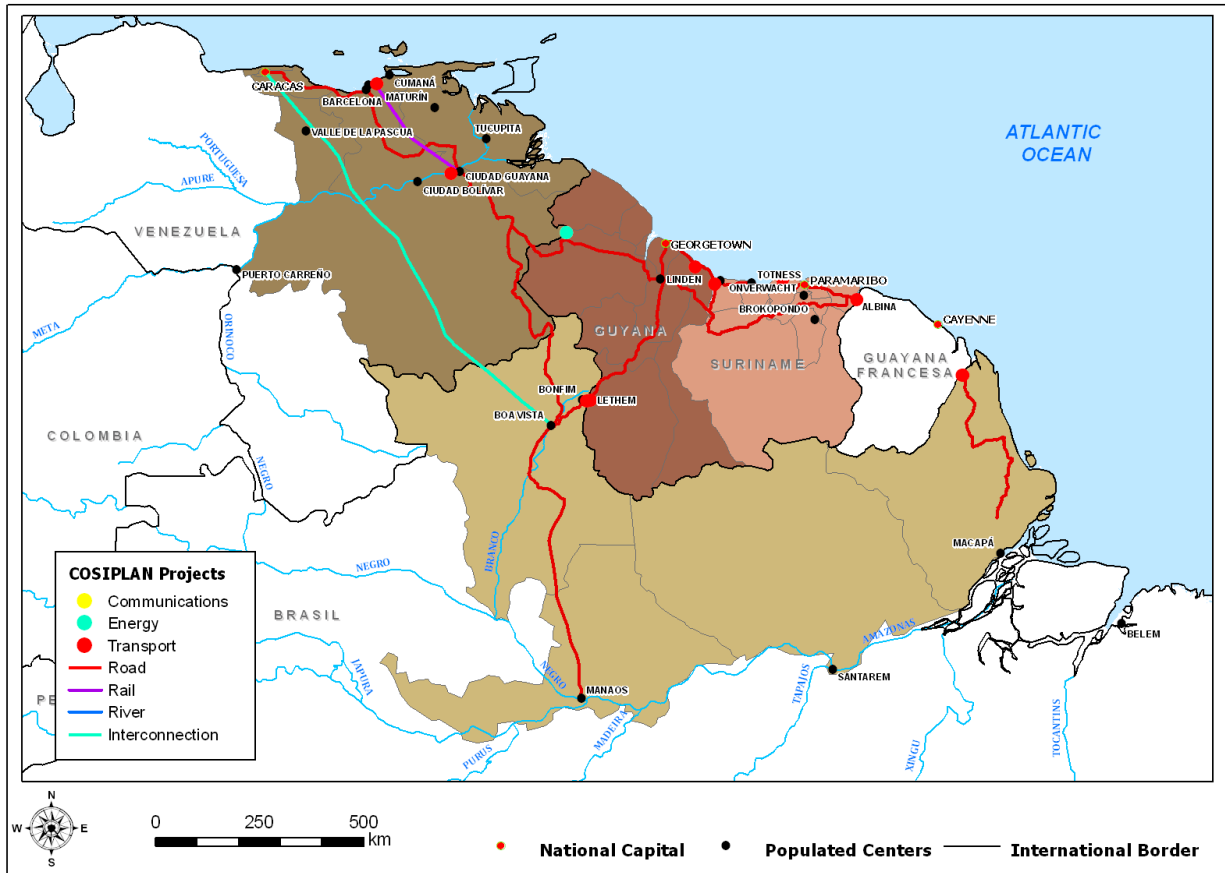 CARACAS
CUMANÁ
BARCELONA
MATURÍN
VALLE DE LA PASCUA
TUCUPITA
PORTUGUESA
APURE
CIUDAD GUAYANA
CIUDAD BOLÍVAR
ATLANTIC
OCEAN
VENEZUELA
PUERTO CARREÑO
GEORGETOWN
LINDEN
TOTNESS
ONVERWACHT
PARAMARIBO
BROKOPONDO
ALBINA
CAYENNE
META
ORINOCO
GUYANA
SURINAME
GUAYANA
FRANCESA
BONFIM
LETHEM
BOA VISTA
COLOMBIA
NEGRO
MACAPÁ
BRANCO
NEGRO
BRASIL
AMAZONAS
BELEM
JAPURA
NEGRO
MANAOS
SANTAREM
TAPAJOS
MADEIRA
PURUS
XINGU
TOCANTINS
PE
COSIPLAN Projects
Communications
Energy
Transport
Road
Rail
River
Interconnection
N
W
E
S
0 250 500
km
National Capital
Populated Centers
International Border